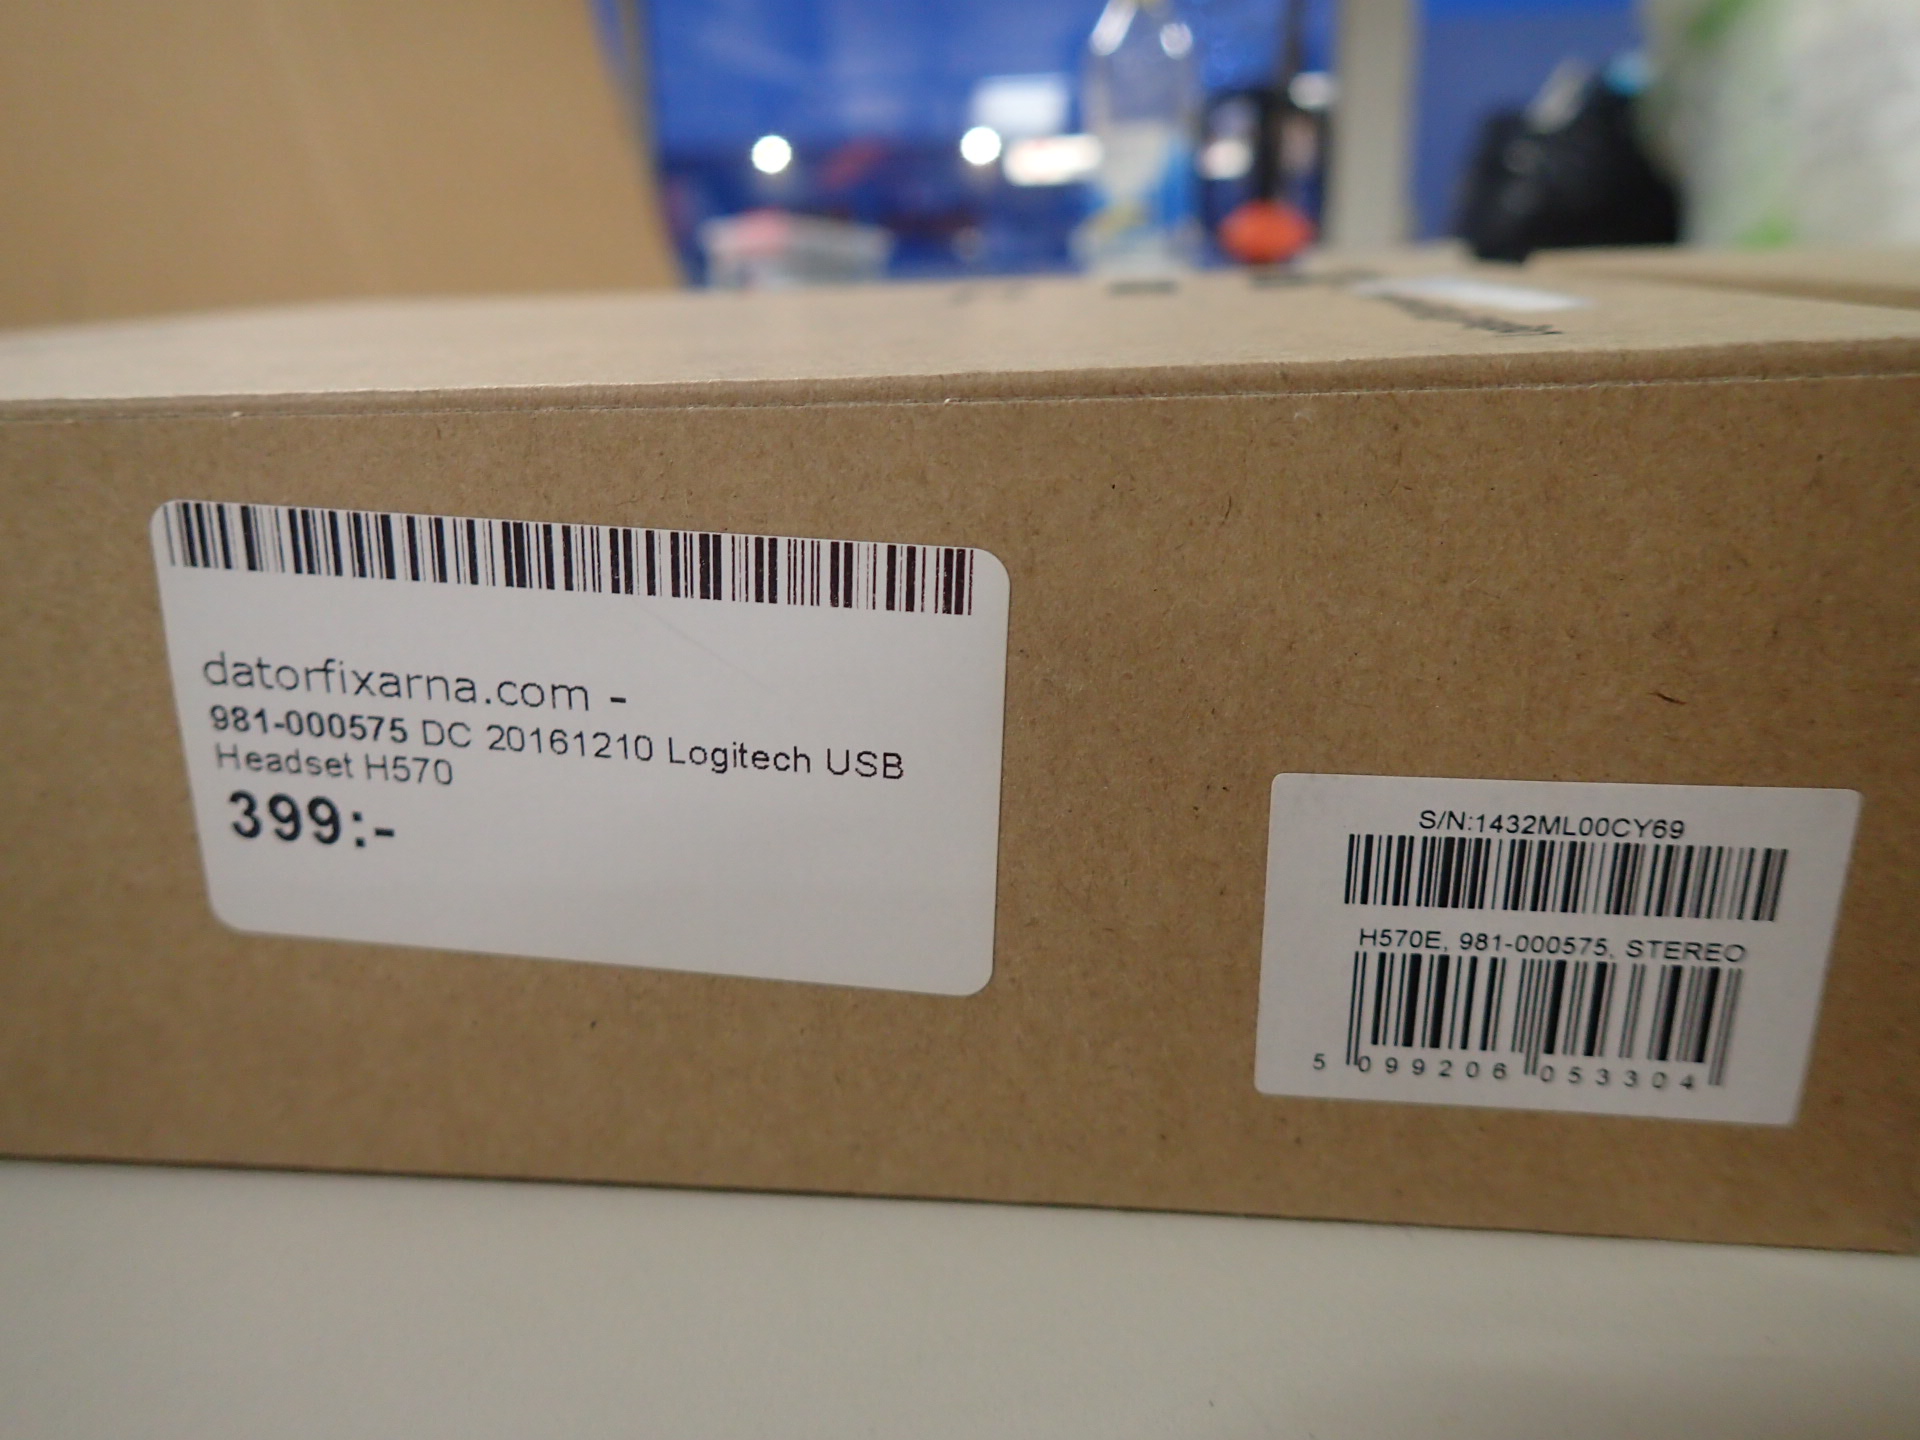 datorfixarna.com -
981-000575 DC 20161210 Logitech USB
Headset H570
399:-
S/N:1432ML00CY69
H570E, 981-000575, STEREO
5 099206 053304